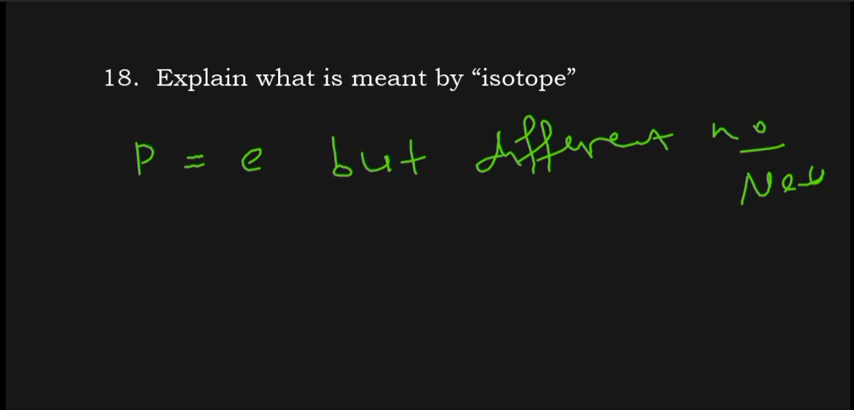 18. Explain what is meant by “isotope”
P = e but different no
Neu